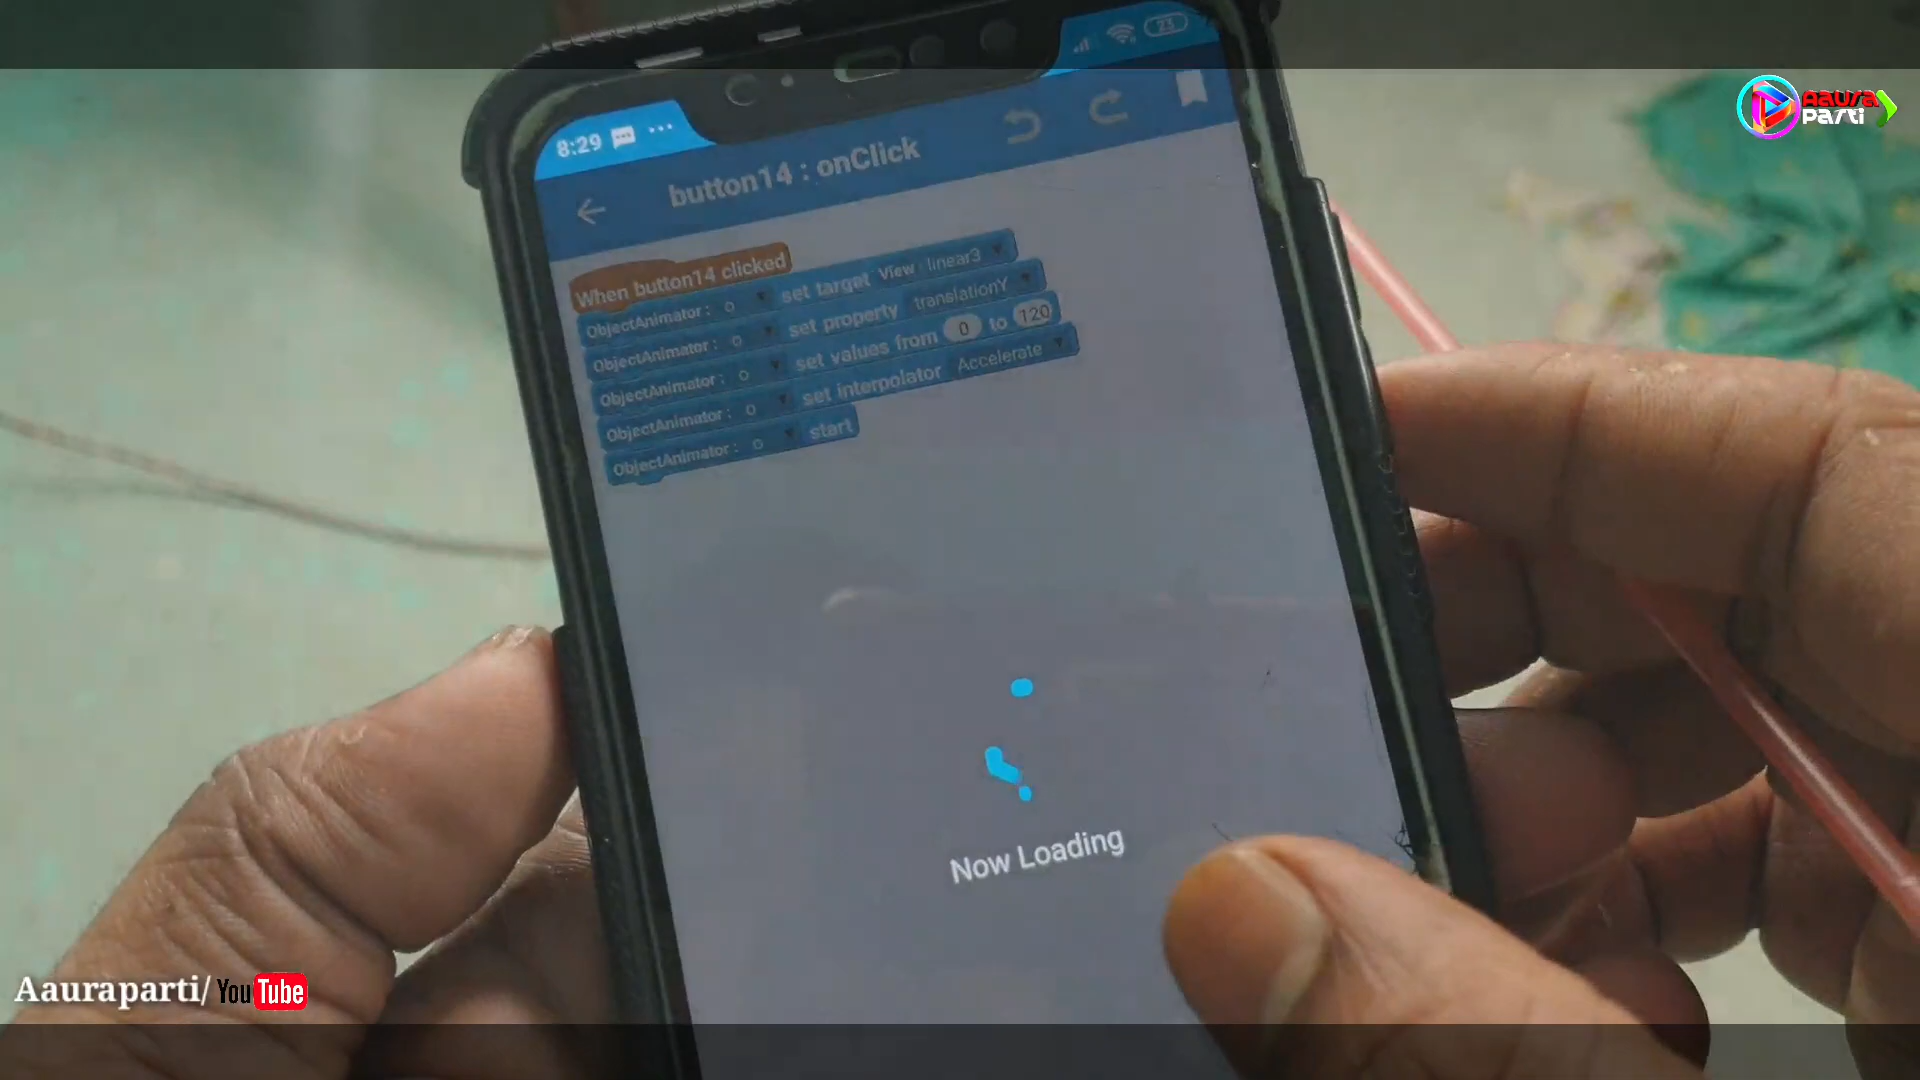 8:29
23
button14 : onClick
When button14 clicked
ObjectAnimator : o set target View linear3
ObjectAnimator : o set property translationY
ObjectAnimator : o set values from 0 to 120
ObjectAnimator : o set interpolator Accelerate
ObjectAnimator : o start
Now Loading
Aaura
Parti
Aauraparti/YouTube